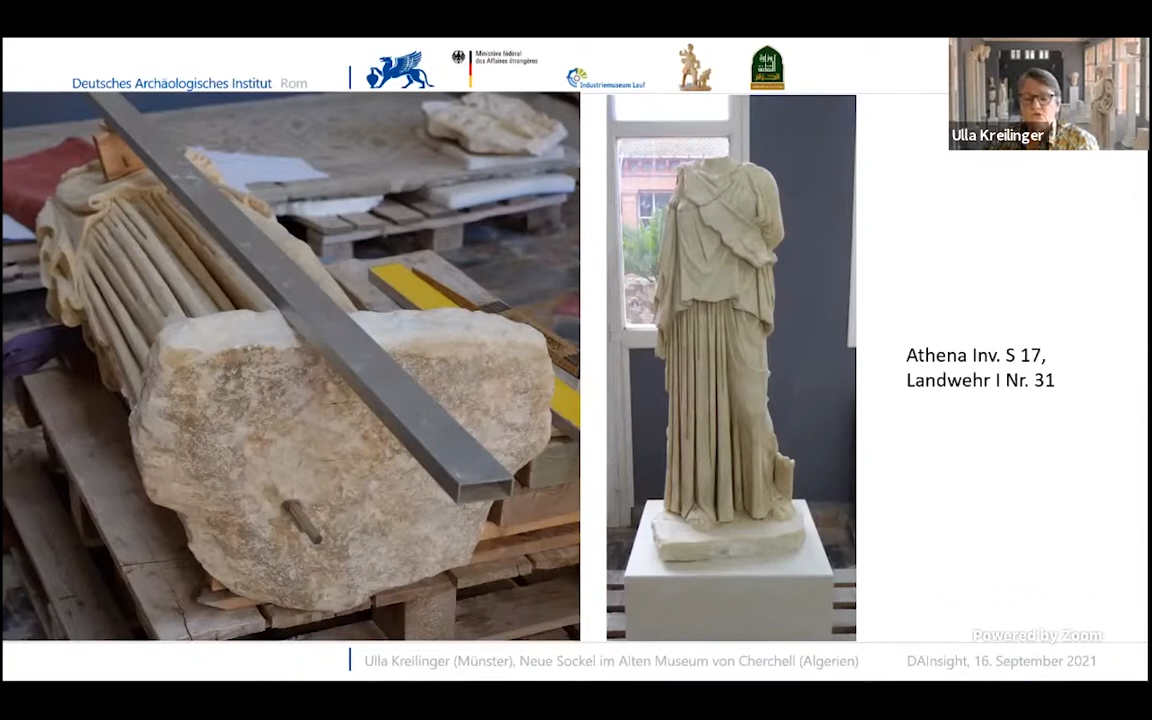 Deutsches Archäologisches Institut Rom
Ministère fédéral
des Affaires étrangères
Industriemuseum Lauf
Ulla Kreilinger
Athena Inv. S 17,
Landwehr I Nr. 31
Powered by Zoom
Ulla Kreilinger (Münster), Neue Sockel im Alten Museum von Cherchell (Algerien)
DAInsight, 16. September 2021